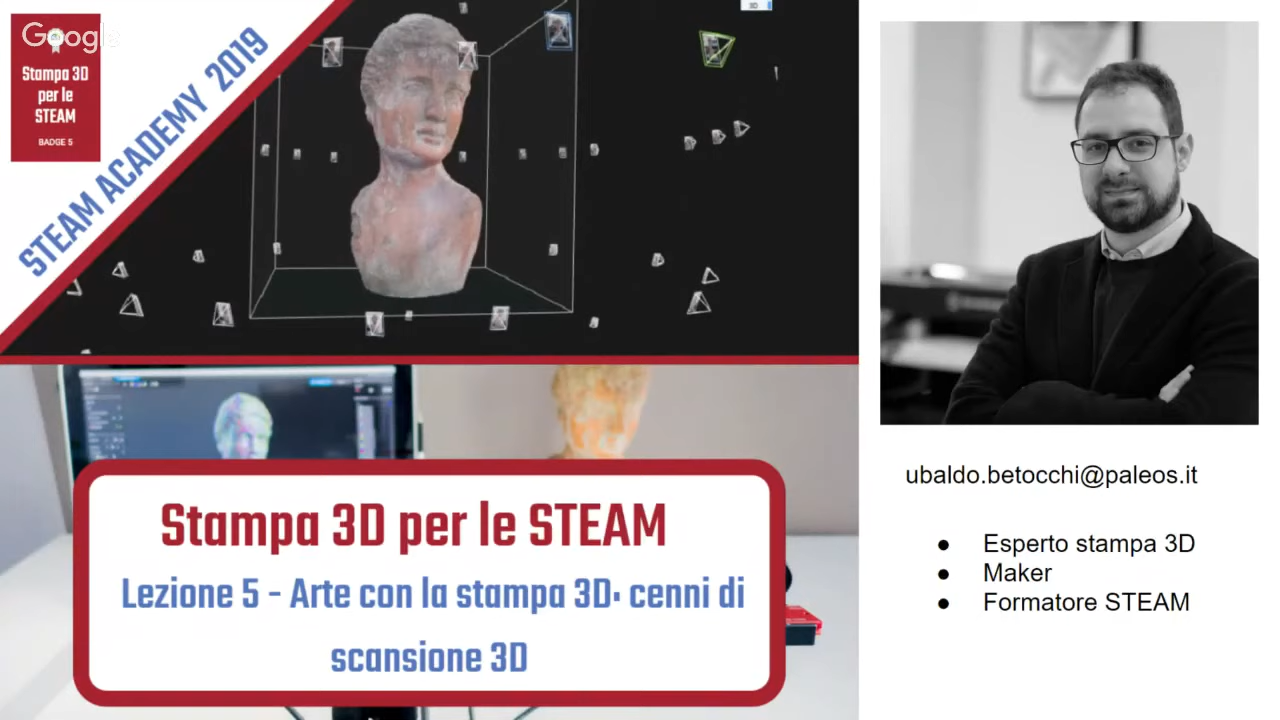 Google
Stampa 3D
per le
STEAM
BADGE 5
STEAM ACADEMY 2019
3D
Stampa 3D per le STEAM
Lezione 5 - Arte con la stampa 3D: cenni di
scansione 3D
ubaldo.betocchi@paleos.it
● Esperto stampa 3D
● Maker
● Formatore STEAM